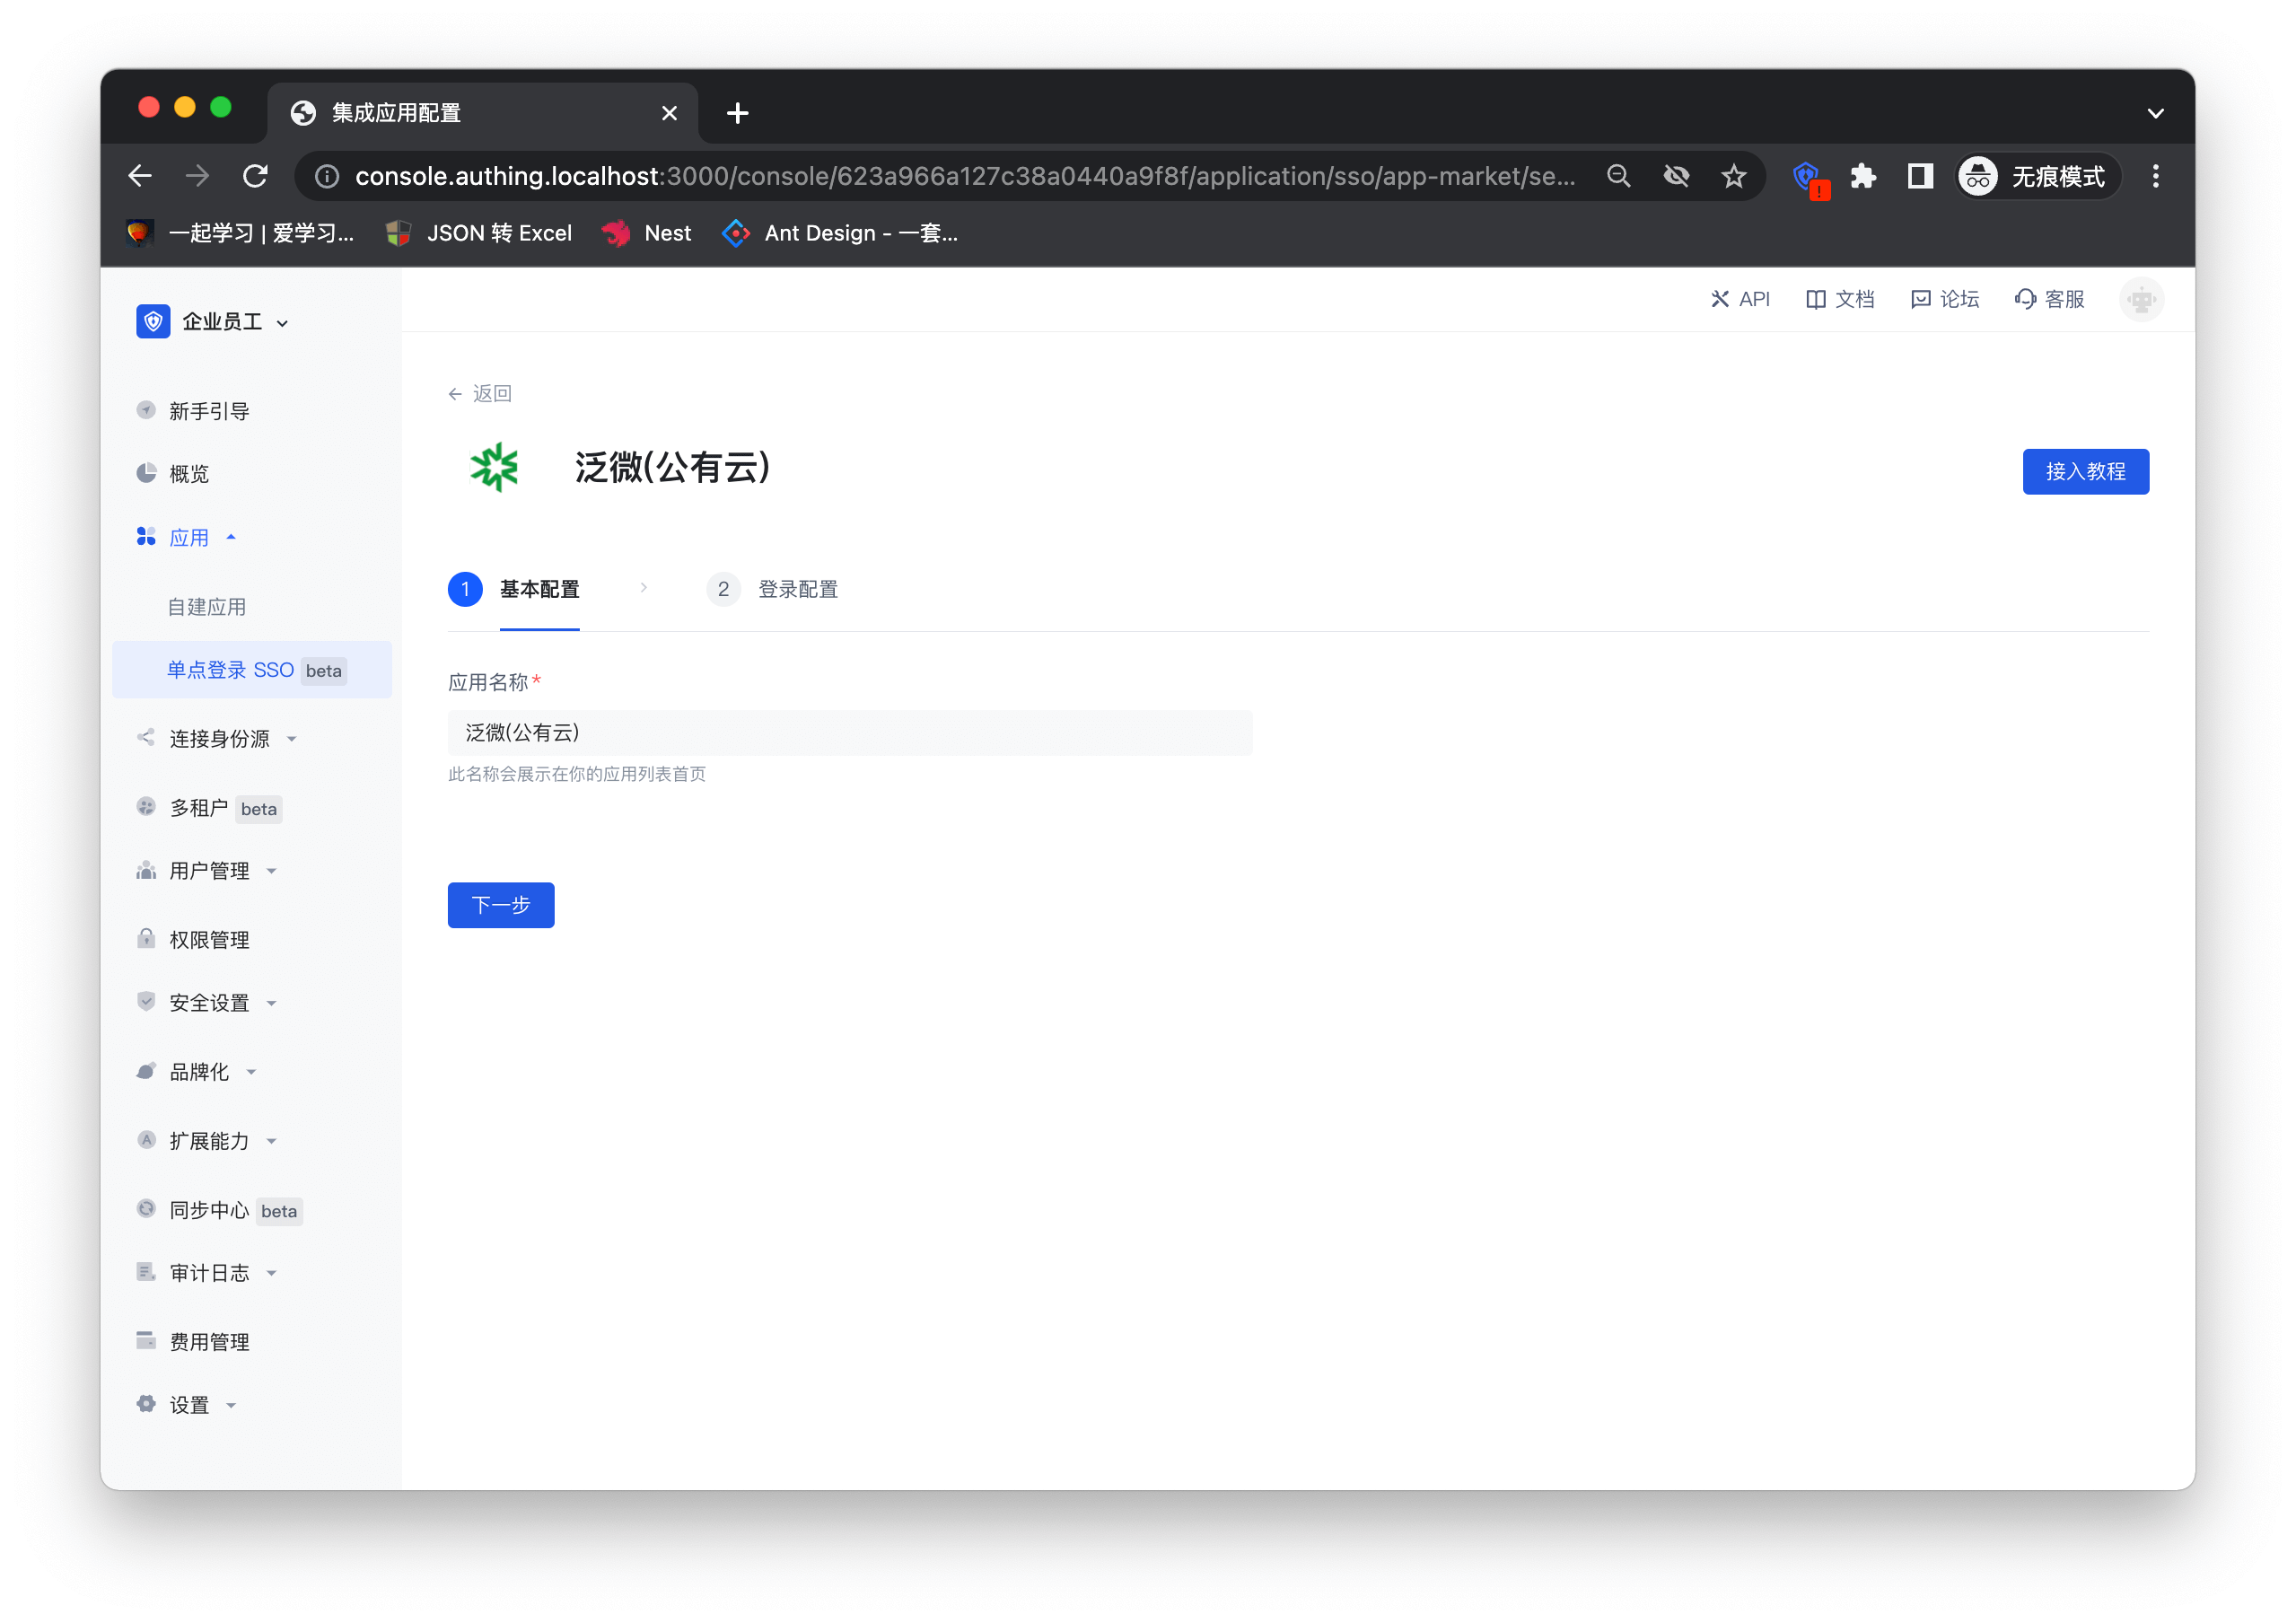 集成应用配置
console.authing.localhost:3000/console/623a966a127c38a0440a9f8f/application/sso/app-market/se...
无痕模式
一起学习 | 爱学习...
JSON 转 Excel
Nest
Ant Design - 一套...
企业员工
API
文档
论坛
客服
新手引导
概览
应用
自建应用
单点登录 SSO beta
连接身份源
多租户 beta
用户管理
权限管理
安全设置
品牌化
扩展能力
同步中心 beta
审计日志
费用管理
设置
返回
泛微(公有云)
接入教程
1 基本配置
2 登录配置
应用名称*
泛微(公有云)
此名称会展示在你的应用列表首页
下一步